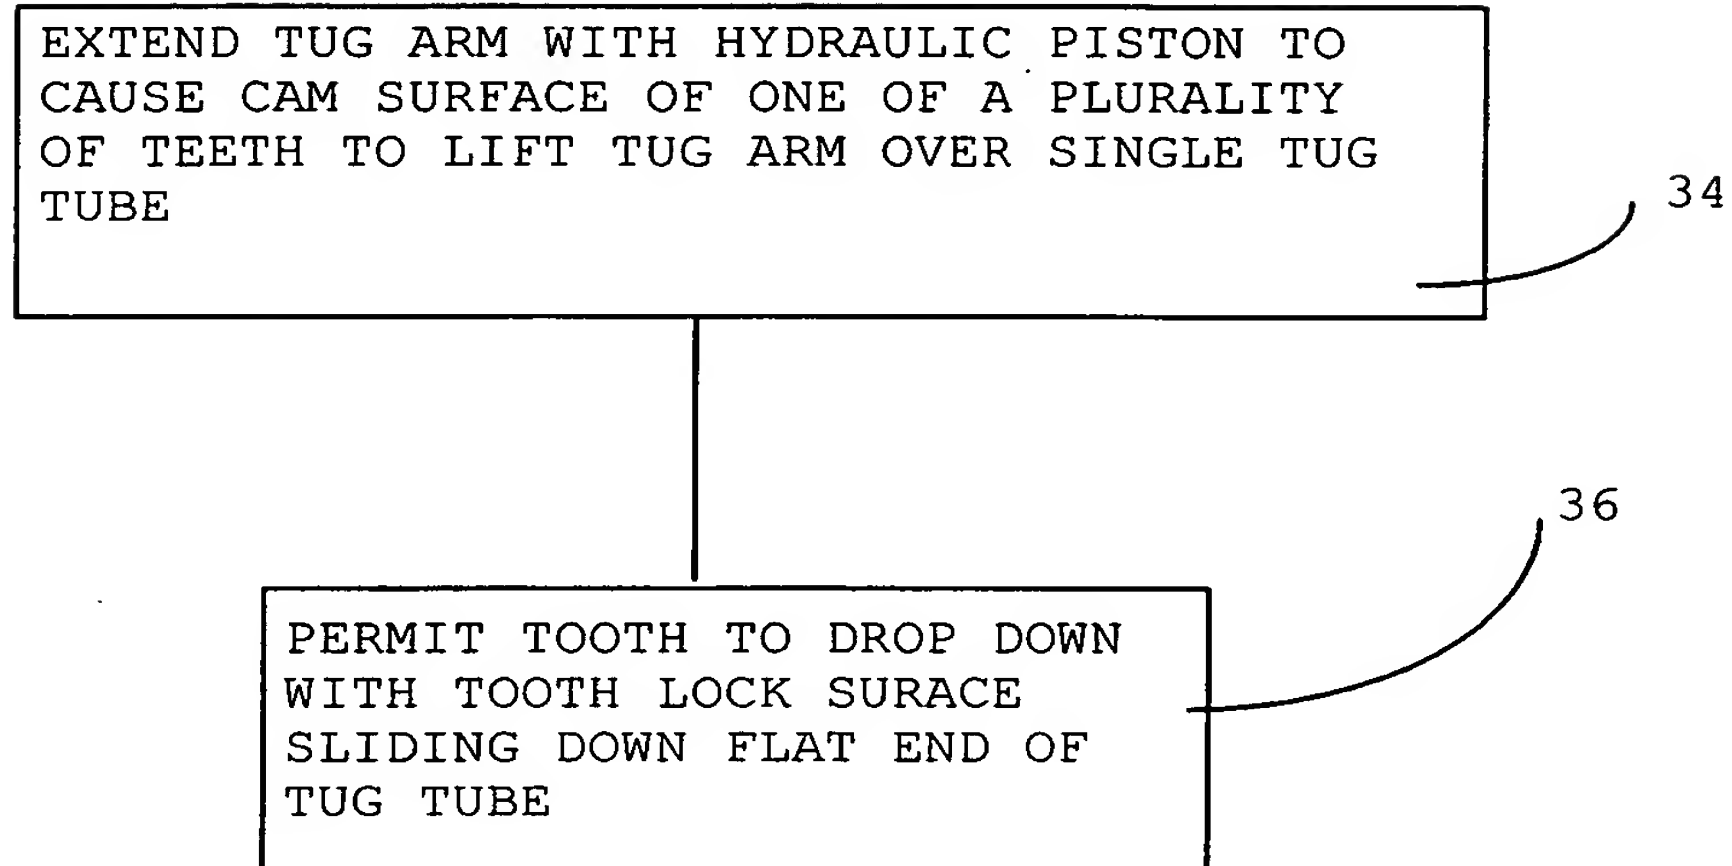 EXTEND TUG ARM WITH HYDRAULIC PISTON TO
CAUSE CAM SURFACE OF ONE OF A PLURALITY
OF TEETH TO LIFT TUG ARM OVER SINGLE TUG
TUBE
34
36
PERMIT TOOTH TO DROP DOWN
WITH TOOTH LOCK SURACE
SLIDING DOWN FLAT END OF
TUG TUBE